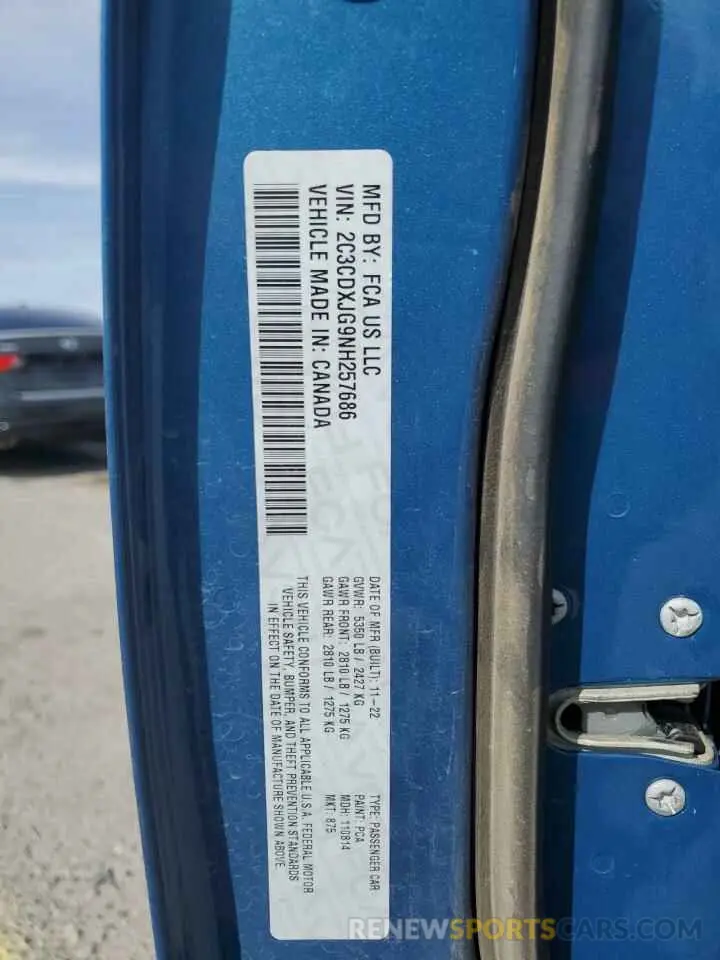 MFD BY: FCA US LLC
VIN: 2C3CDXJG9NH257686
VEHICLE MADE IN: CANADA
DATE OF MFR (BUILT): 11-22
GVWR: 5350 LB / 2427 KG
GAWR FRONT: 2810 LB / 1275 KG
GAWR REAR: 2810 LB / 1275 KG
TYPE: PASSENGER CAR
PAINT: PCA
MDH: 110814
MKT: 875
THIS VEHICLE CONFORMS TO ALL APPLICABLE U.S.A. FEDERAL MOTOR
VEHICLE SAFETY, BUMPER, AND THEFT PREVENTION STANDARDS
IN EFFECT ON THE DATE OF MANUFACTURE SHOWN ABOVE.
RENEWSPORTSCARS.COM